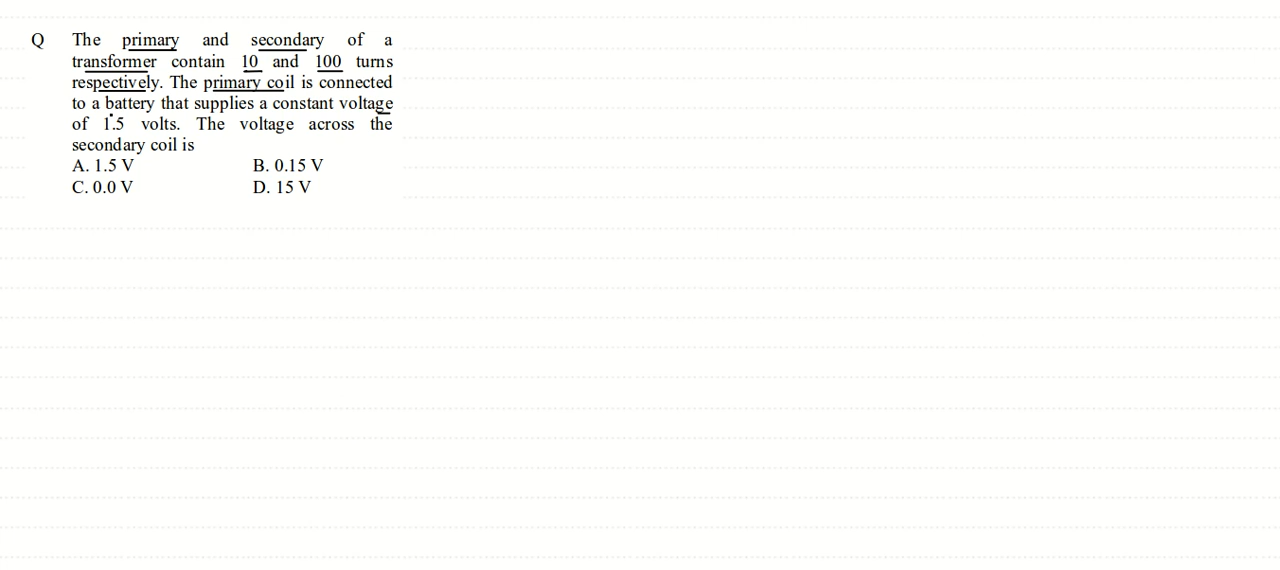 Q The primary and secondary of a
transformer contain 10 and 100 turns
respectively. The primary coil is connected
to a battery that supplies a constant voltage
of 1.5 volts. The voltage across the
secondary coil is
A. 1.5 V B. 0.15 V
C. 0.0 V D. 15 V